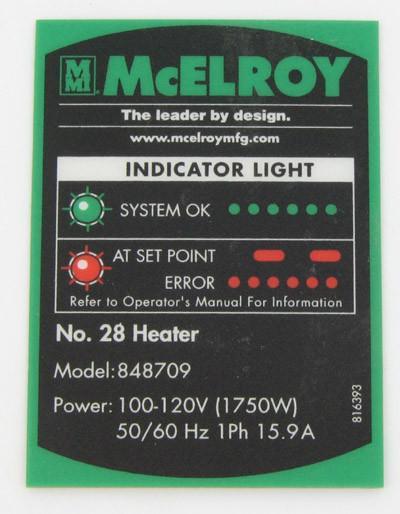 MMI. McELROY
The leader by design.
www.mcelroymfg.com
INDICATOR LIGHT
SYSTEM OK
AT SET POINT
ERROR
Refer to Operator's Manual For Information
No. 28 Heater
Model: 848709
Power: 100-120V (1750W)
50/60 Hz 1Ph 15.9A
816393